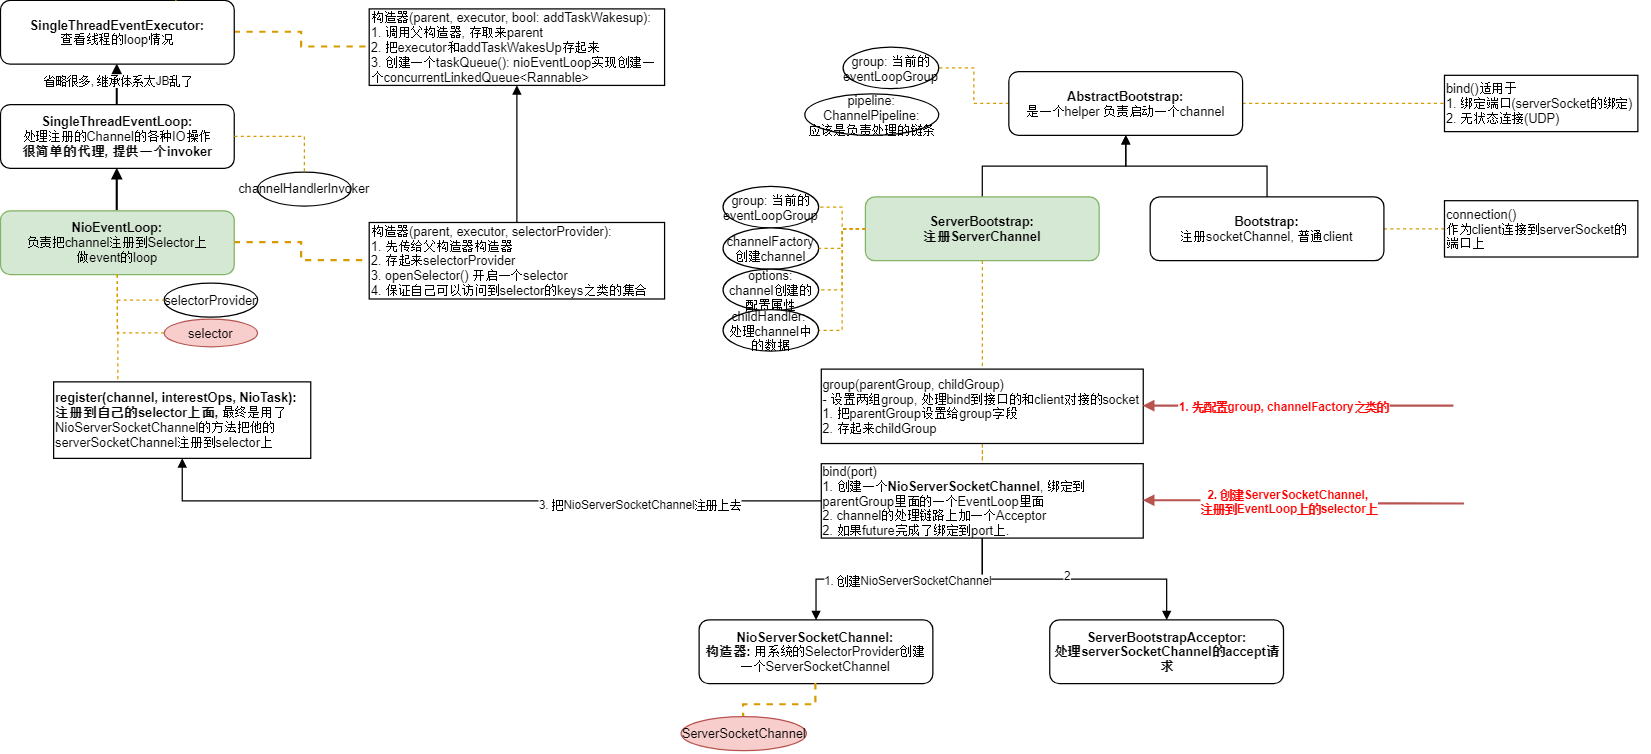 SingleThreadEventExecutor:
查看线程的loop情况
构造器(parent, executor, bool: addTaskWakesup):
1. 调用父构造器, 存取来parent
2. 把executor和addTaskWakesUp存起来
3. 创建一个taskQueue(): nioEventLoop实现创建一
个concurrentLinkedQueue<Rannable>
省略很多, 继承体系太JB乱了
SingleThreadEventLoop:
处理注册的Channel的各种IO操作
很简单的代理, 提供一个invoker
channelHandlerInvoker
NioEventLoop:
负责把channel注册到Selector上
做event的loop
构造器(parent, executor, selectorProvider):
1. 先传给父构造器构造器
2. 存起来selectorProvider
3. openSelector() 开启一个selector
4. 保证自己可以访问到selector的keys之类的集合
selectorProvider
selector
register(channel, interestOps, NioTask):
注册到自己的selector上面, 最终是用了
NioServerSocketChannel的方法把他的
serverSocketChannel注册到selector上
group: 当前的
eventLoopGroup
pipeline:
ChannelPipeline:
应该是负责处理的链条
AbstractBootstrap:
是一个helper 负责启动一个channel
bind()适用于
1. 绑定端口(serverSocket的绑定)
2. 无状态连接(UDP)
group: 当前的
eventLoopGroup
channelFactory
创建channel
options:
channel创建的
配置属性
childHandler:
处理channel中
的数据
ServerBootstrap:
注册ServerChannel
Bootstrap:
注册socketChannel, 普通client
connection()
作为client连接到serverSocket的
端口上
group(parentGroup, childGroup)
- 设置两组group, 处理bind到接口的和client对接的socket
1. 把parentGroup设置给group字段
2. 存起来childGroup
1. 先配置group, channelFactory之类的
bind(port)
1. 创建一个NioServerSocketChannel, 绑定到
parentGroup里面的一个EventLoop里面
2. channel的处理链路上加一个Acceptor
2. 如果future完成了绑定到port上.
2. 创建ServerSocketChannel,
注册到EventLoop上的selector上
3. 把NioServerSocketChannel注册上去
1. 创建NioServerSocketChannel
2
NioServerSocketChannel:
构造器: 用系统的SelectorProvider创建
一个ServerSocketChannel
ServerBootstrapAcceptor:
处理serverSocketChannel的accept请
求
ServerSocketChannel